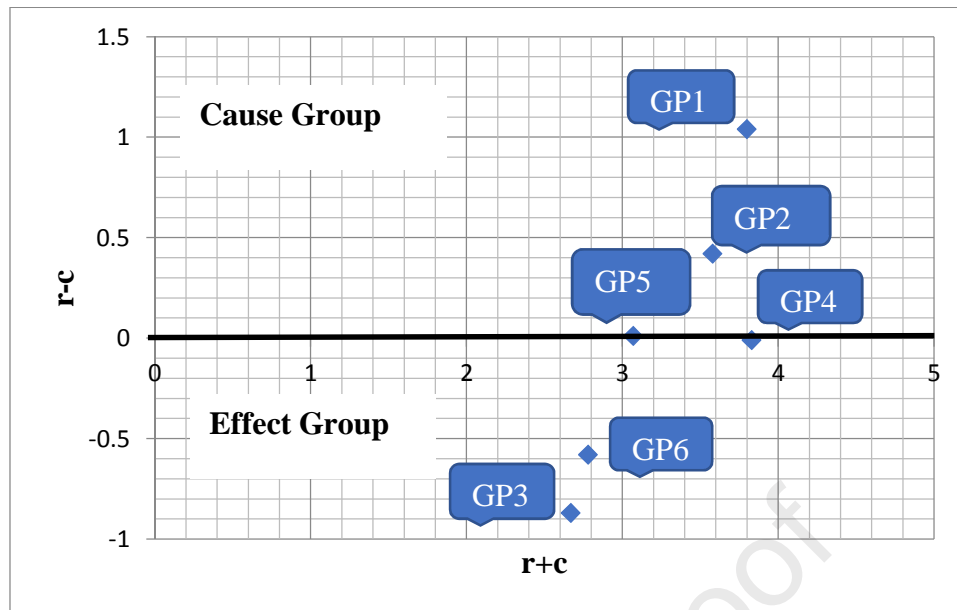 1.5
GP1
Cause Group
1
GP2
0.5
GP5
GP4
r-c
0
0 1 2 3 4 5
Effect Group
-0.5
GP6
GP3
-1
r+c
oof